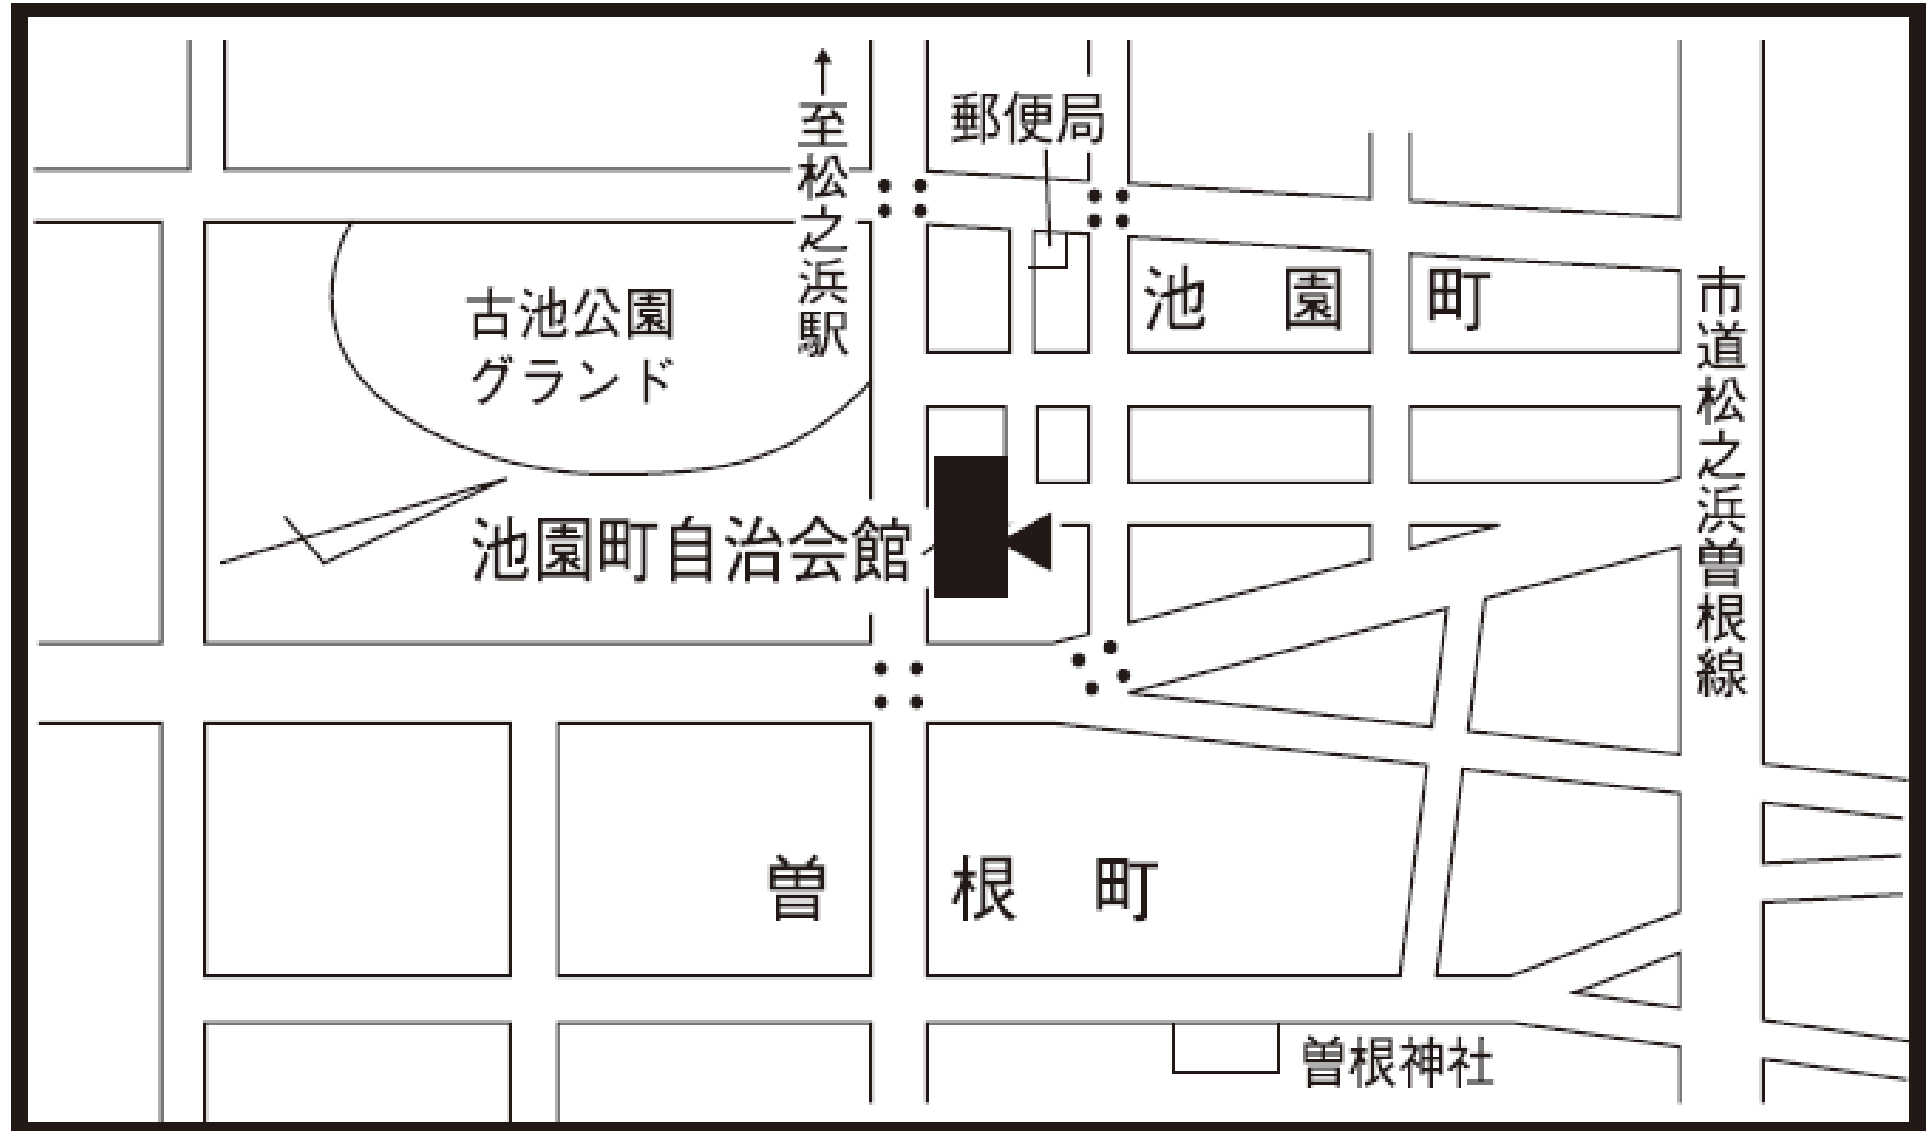 至松之浜駅
郵便局
古池公園
グランド
池園町
市道松之浜曽根線
池園町自治会館
曽根町
曽根神社